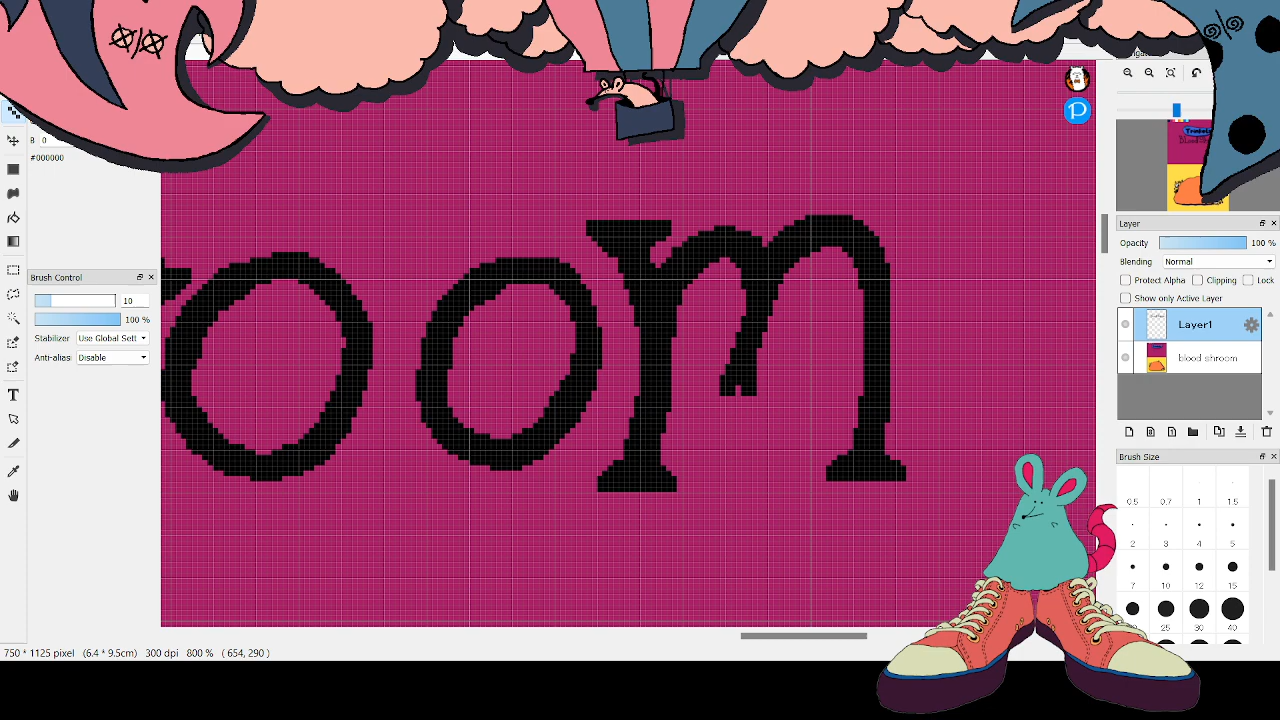 B 0
#000000
oom
Brush Control
10
100 %
Stabilizer Use Global Sett
Anti-alias Disable
Layer
Opacity 100 %
Blending Normal
Protect Alpha Clipping Lock
Show only Active Layer
Layer1
blood shroom
Brush Size
0.5 0.7 1 1.5
2 3 4 5
7 10 12 15
25 30 40
750 * 1125 pixel (6.4 * 9.5cm) 300 dpi 800 % ( 654, 290 )